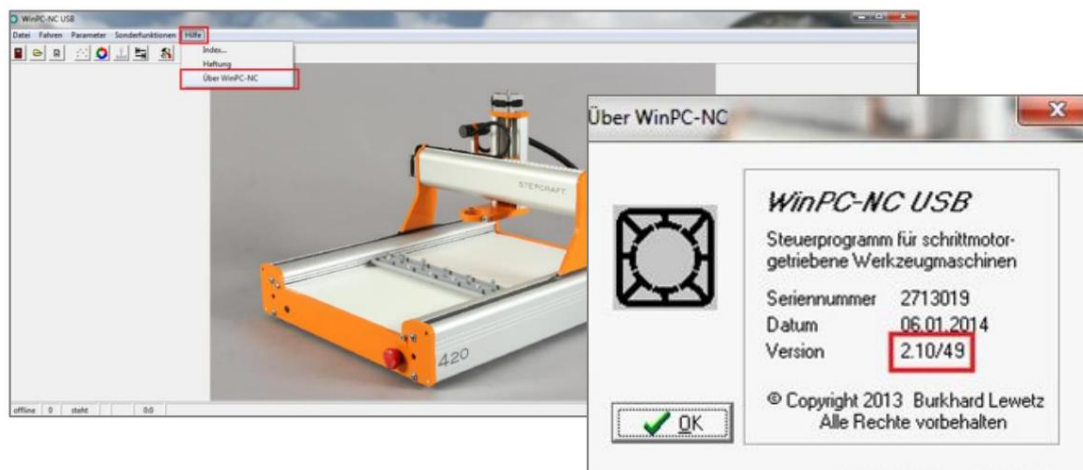 WinPC-NC USB
Datei Fahren Parameter Sonderfunktionen Hilfe
Index...
Haftung
Über WinPC-NC
STEPCRAFT
420
offline 0 steht 0:0
Über WinPC-NC
WinPC-NC USB
Steuerprogramm für schrittmotor-
getriebene Werkzeugmaschinen
Seriennummer 2713019
Datum 06.01.2014
Version 2.10/49
© Copyright 2013 Burkhard Lewetz
Alle Rechte vorbehalten
OK